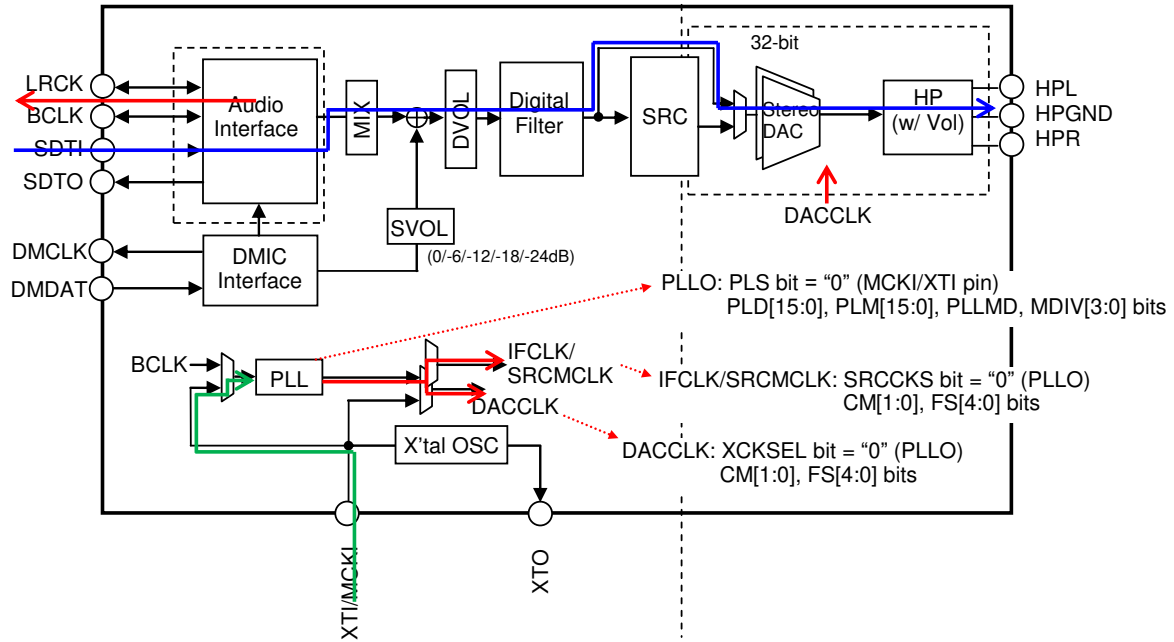 32-bit
LRCK
BCLK
SDTI
SDTO
DMCLK
DMDAT
Audio
Interface
MIX
DVOL
Digital
Filter
SRC
Stereo
DAC
HP
(w/ Vol)
HPL
HPGND
HPR
DACCLK
SVOL
(0/-6/-12/-18/-24dB)
DMIC
Interface
PLLO: PLS bit = “0” (MCKI/XTI pin)
PLD[15:0], PLM[15:0], PLLMD, MDIV[3:0] bits
BCLK
PLL
IFCLK/
SRCMCLK
DACCLK
IFCLK/SRCMCLK: SRCCKS bit = “0” (PLLO)
CM[1:0], FS[4:0] bits
X'tal OSC
DACCLK: XCKSEL bit = “0” (PLLO)
CM[1:0], FS[4:0] bits
XTI/MCKI
XTO